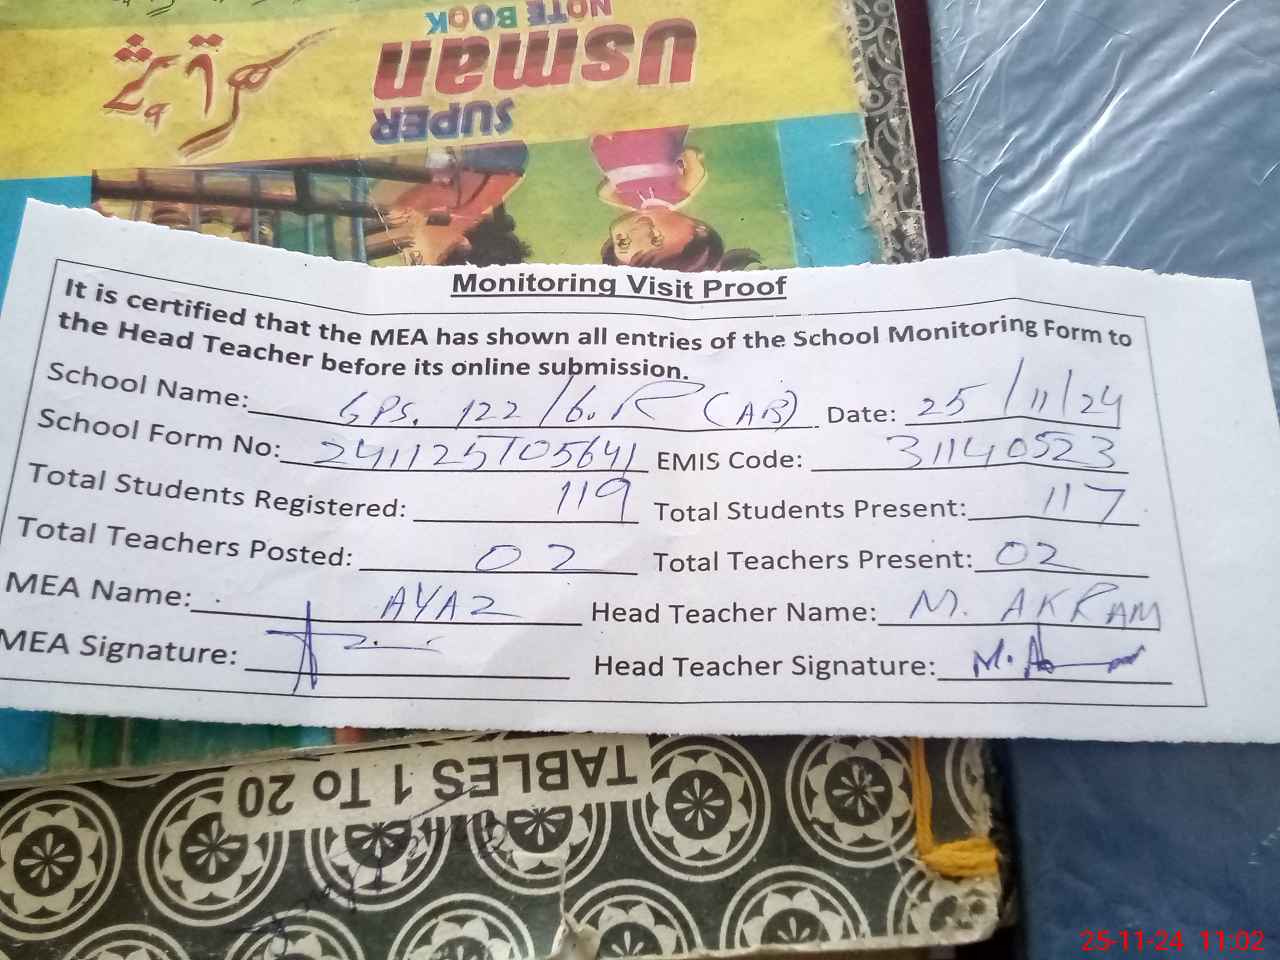 NOTE BOOK
usman
SUPER
Monitoring Visit Proof
It is certified that the MEA has shown all entries of the School Monitoring Form to
the Head Teacher before its online submission.
School Name: GPS. 122/6.R (AB) Date: 25/11/24
School Form No: 241125105641 EMIS Code: 31140523
Total Students Registered: 119 Total Students Present: 117
Total Teachers Posted: 02 Total Teachers Present: 02
MEA Name: AYAZ Head Teacher Name: M. AKRAM
MEA Signature: Head Teacher Signature: M. A
TABLES 1 To 20
25-11-24 11:02